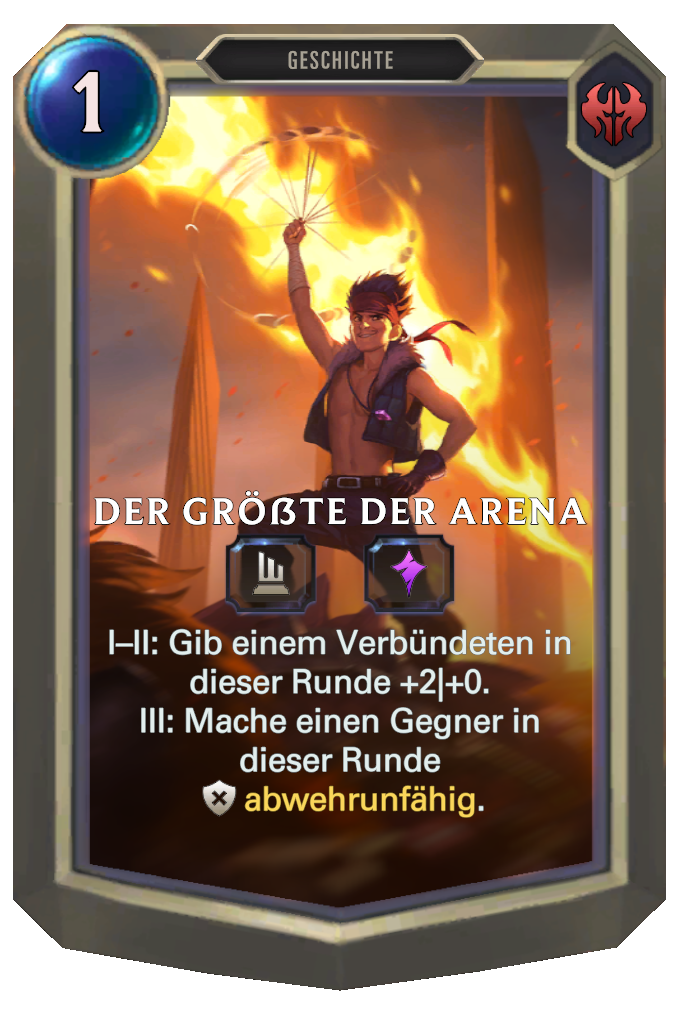 GESCHICHTE
1
DER GRÖßTE DER ARENA
I–II: Gib einem Verbündeten in
dieser Runde +2|+0.
III: Mache einen Gegner in
dieser Runde
abwehrunfähig.